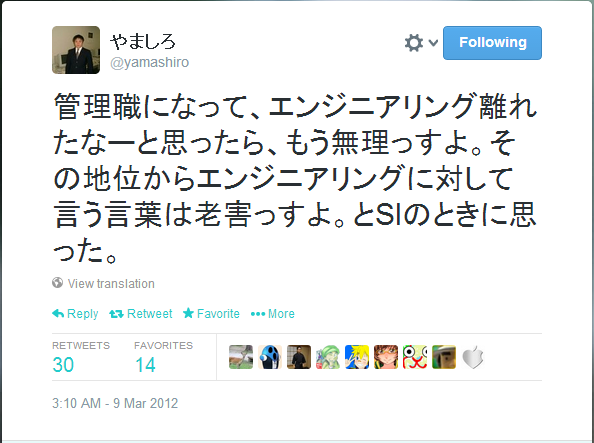 やましろ
@yamashiro
Following
管理職になって、エンジニアリング離れ
たなーと思ったら、もう無理っすよ。そ
の地位からエンジニアリングに対して
言う言葉は老害っすよ。とSIのときに思
った。
View translation
Reply Retweet Favorite More
RETWEETS FAVORITES
30 14
3:10 AM - 9 Mar 2012